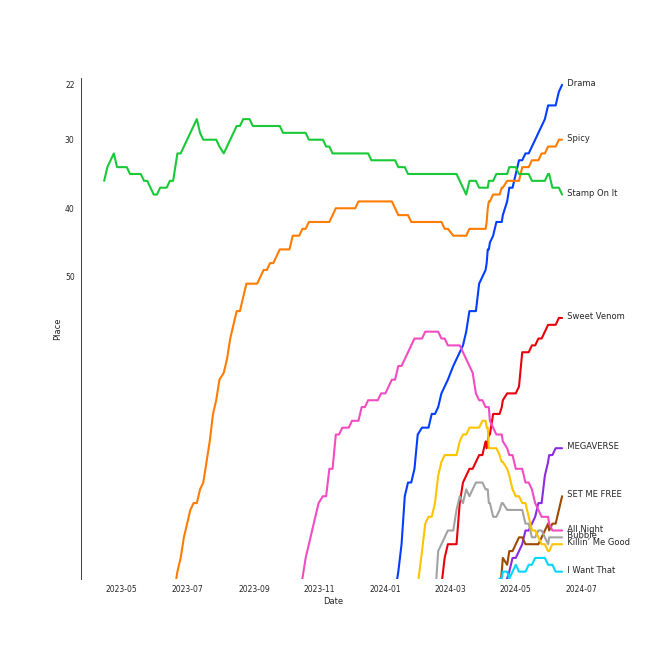 22
30
40
50
Place
Drama
Spicy
Stamp On It
Sweet Venom
MEGAVERSE
SET ME FREE
All Night
Bubble
Killin' Me Good
I Want That
2023-05
2023-07
2023-09
2023-11
2024-01
2024-03
2024-05
2024-07
Date